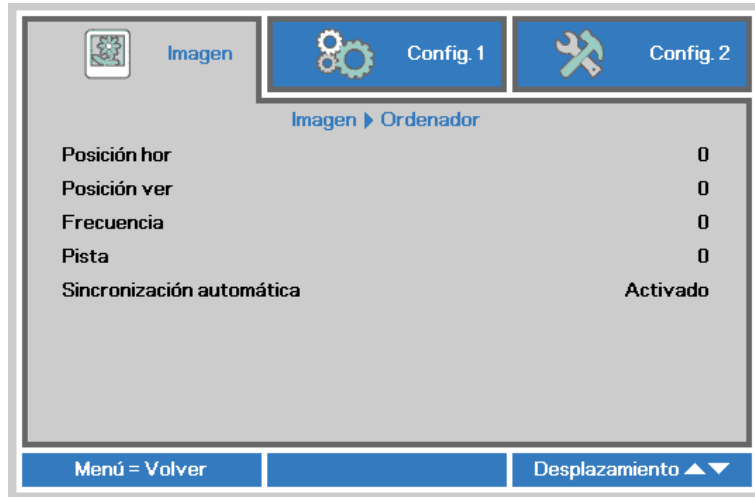 Imagen
Config. 1
Config. 2
Imagen ▶ Ordenador
Posición hor 0
Posición ver 0
Frecuencia 0
Pista 0
Sincronización automática Activado
Menú = Volver
Desplazamiento ▲▼